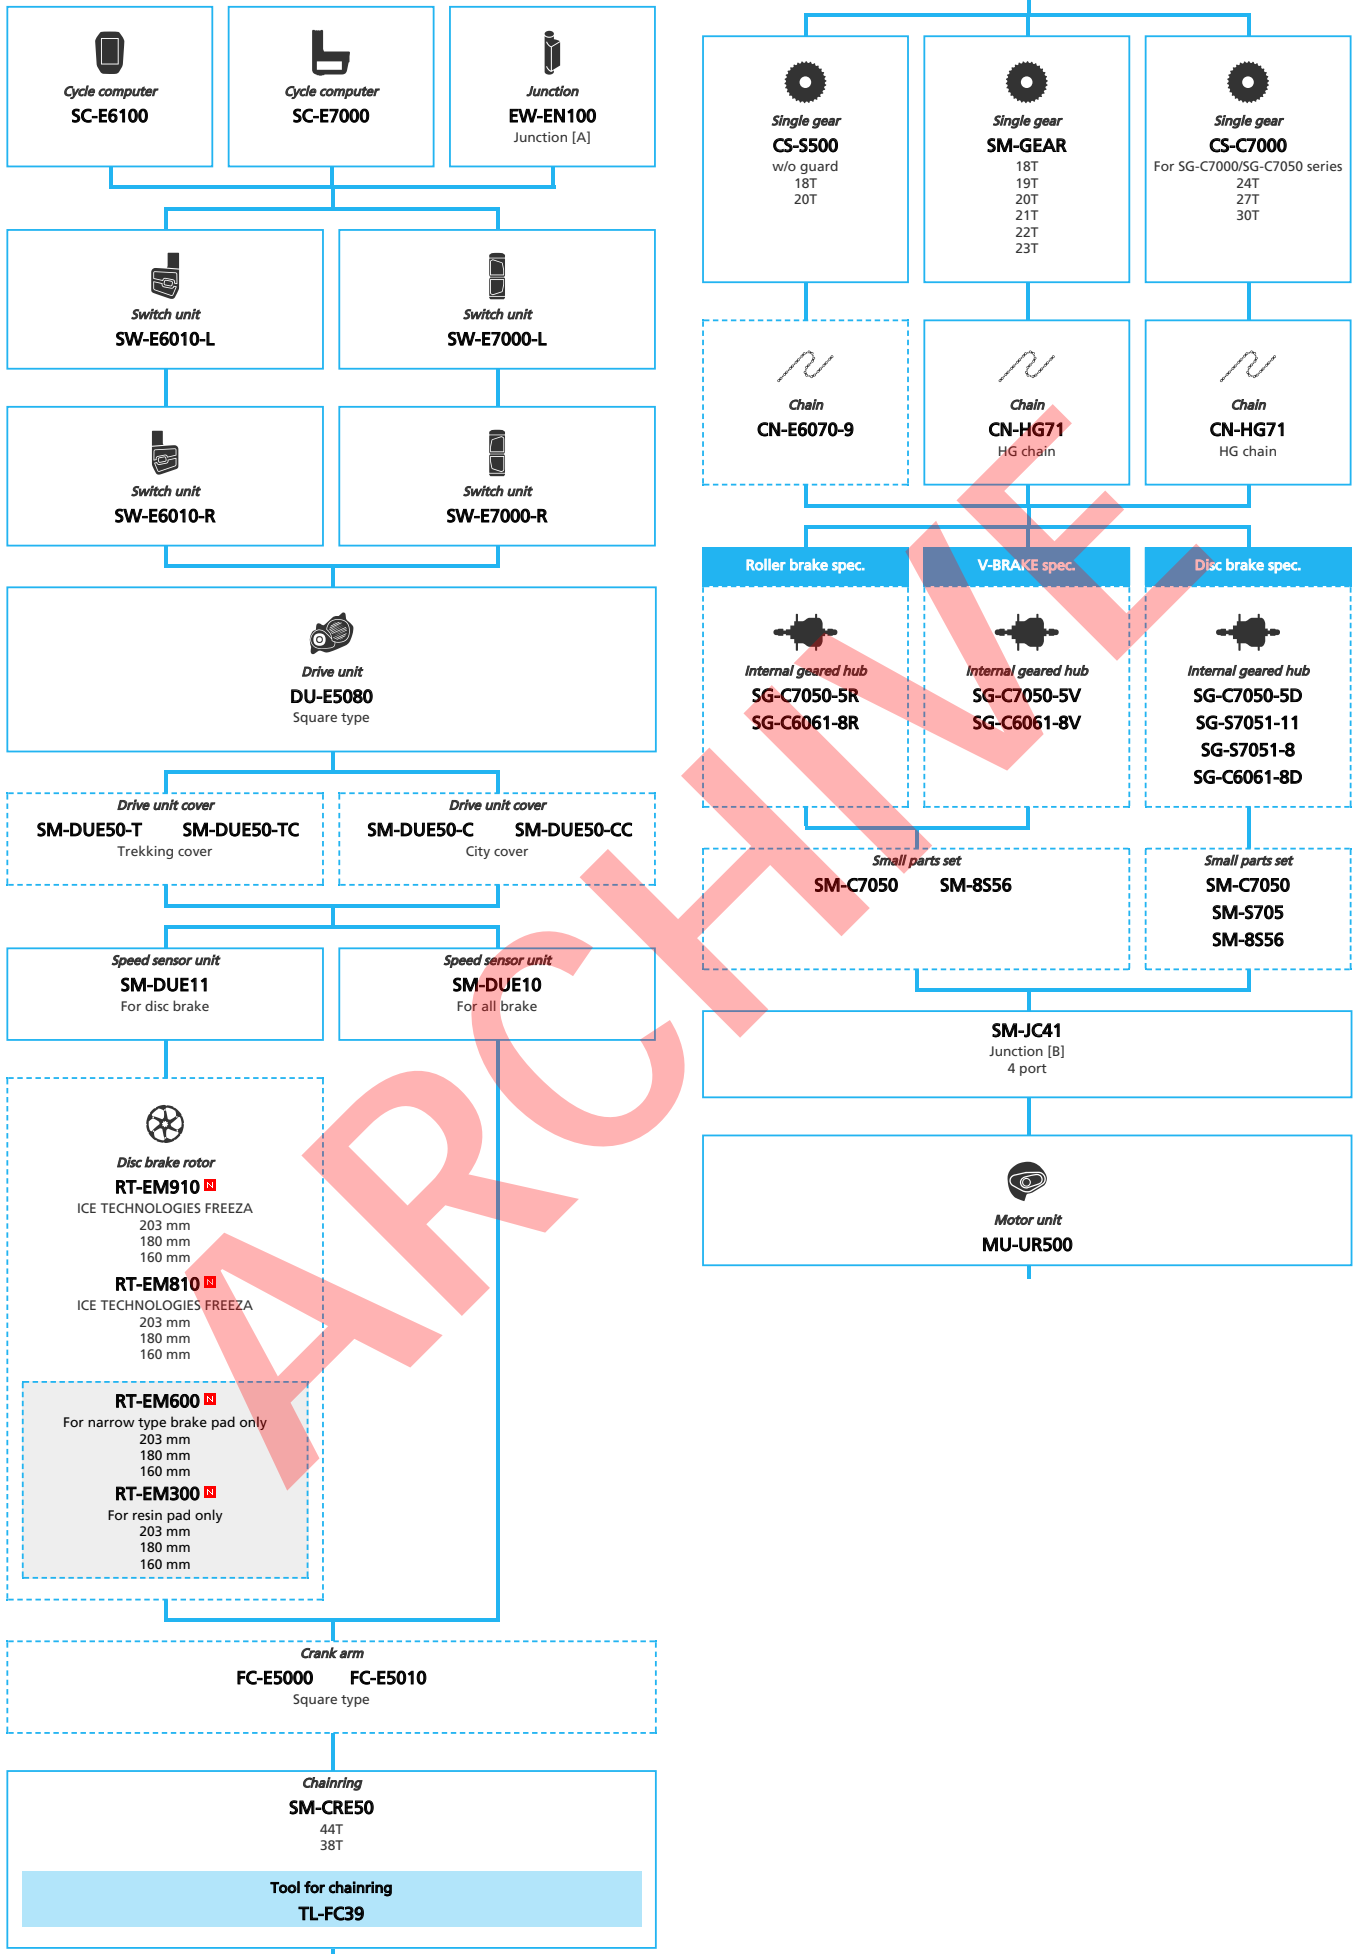 Cycle computer
SC-E6100
Cycle computer
SC-E7000
Junction
EW-EN100
Junction [A]
Switch unit
SW-E6010-L
Switch unit
SW-E7000-L
Switch unit
SW-E6010-R
Switch unit
SW-E7000-R
Drive unit
DU-E5080
Square type
Drive unit cover
SM-DUE50-T SM-DUE50-TC
Trekking cover
Drive unit cover
SM-DUE50-C SM-DUE50-CC
City cover
Speed sensor unit
SM-DUE11
For disc brake
Speed sensor unit
SM-DUE10
For all brake
Disc brake rotor
RT-EM910 N
ICE TECHNOLOGIES FREEZA
203 mm
180 mm
160 mm
RT-EM810 N
ICE TECHNOLOGIES FREEZA
203 mm
180 mm
160 mm
RT-EM600 N
For narrow type brake pad only
203 mm
180 mm
160 mm
RT-EM300 N
For resin pad only
203 mm
180 mm
160 mm
Crank arm
FC-E5000 FC-E5010
Square type
Chainring
SM-CRE50
44T
38T
Tool for chainring
TL-FC39
Single gear
CS-S500
w/o guard
18T
20T
Single gear
SM-GEAR
18T
19T
20T
21T
22T
23T
Single gear
CS-C7000
For SG-C7000/SG-C7050 series
24T
27T
30T
Chain
CN-E6070-9
Chain
CN-HG71
HG chain
Chain
CN-HG71
HG chain
Roller brake spec.
Internal geared hub
SG-C7050-5R
SG-C6061-8R
V-BRAKE spec.
Internal geared hub
SG-C7050-5V
SG-C6061-8V
Disc brake spec.
Internal geared hub
SG-C7050-5D
SG-S7051-11
SG-S7051-8
SG-C6061-8D
Small parts set
SM-C7050 SM-8S56
Small parts set
SM-C7050
SM-S705
SM-8S56
SM-JC41
Junction [B]
4 port
Motor unit
MU-UR500
ARCHIVE